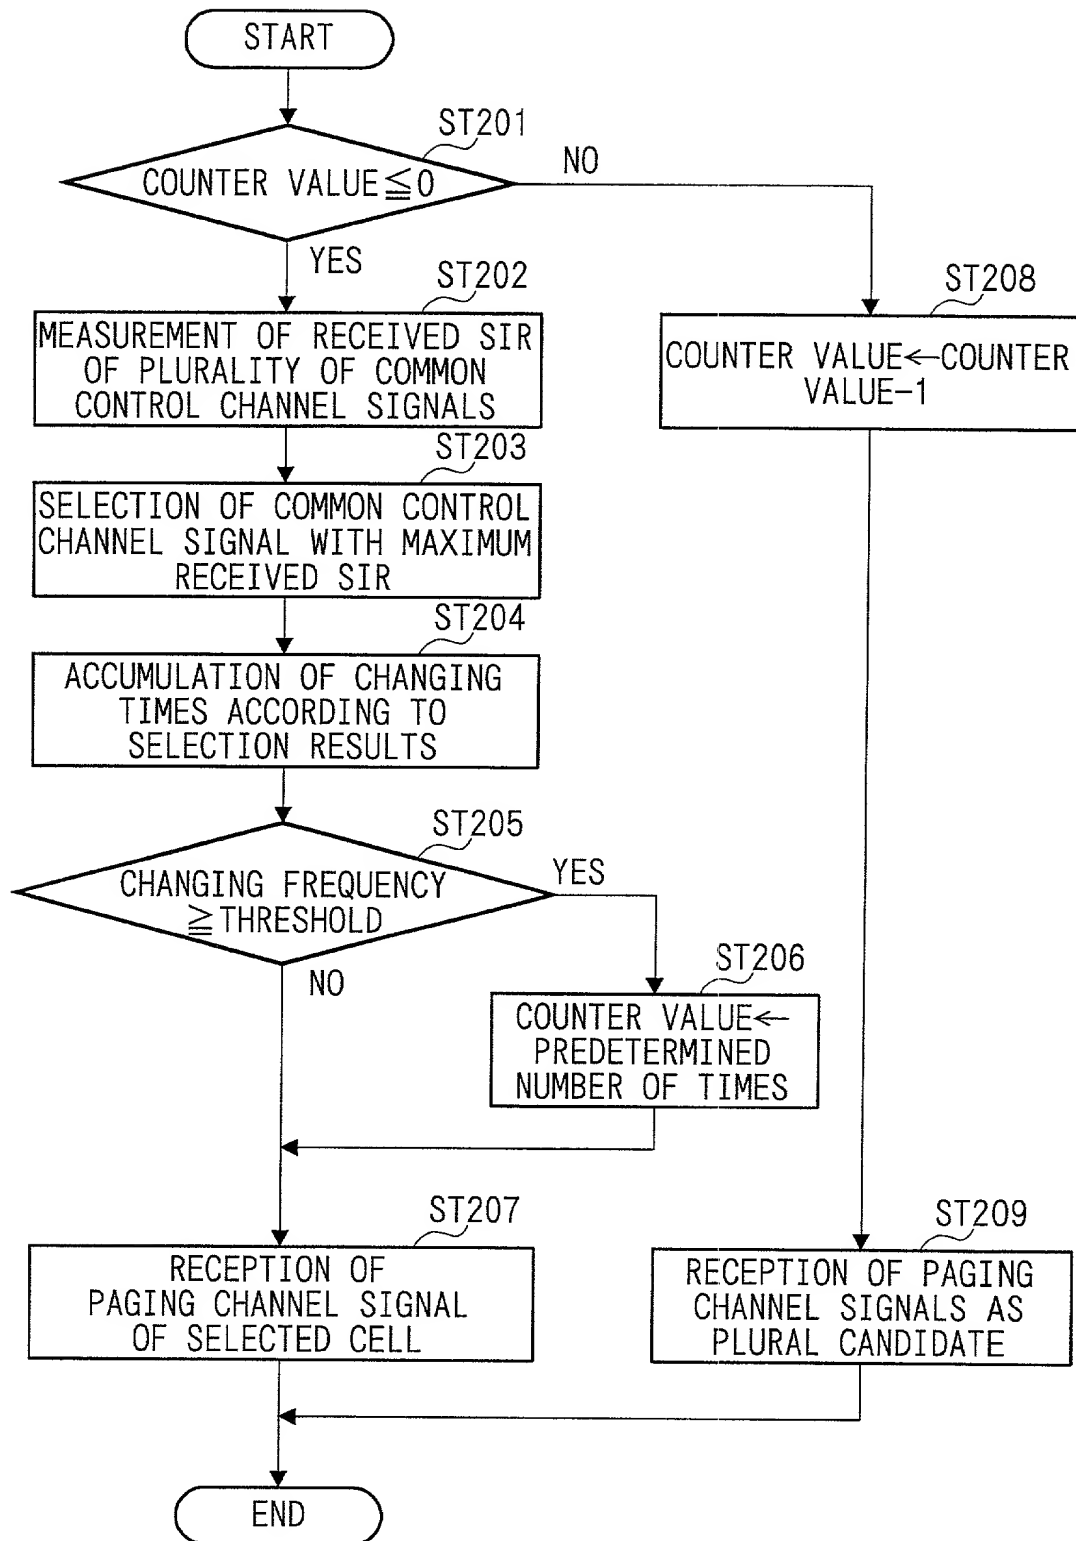 START
ST201
COUNTER VALUE≦0
NO
YES
ST202
MEASUREMENT OF RECEIVED SIR
OF PLURALITY OF COMMON
CONTROL CHANNEL SIGNALS
ST208
COUNTER VALUE←COUNTER
VALUE-1
ST203
SELECTION OF COMMON CONTROL
CHANNEL SIGNAL WITH MAXIMUM
RECEIVED SIR
ST204
ACCUMULATION OF CHANGING
TIMES ACCORDING TO
SELECTION RESULTS
ST205
CHANGING FREQUENCY
≧THRESHOLD
YES
NO
ST206
COUNTER VALUE←
PREDETERMINED
NUMBER OF TIMES
ST207
RECEPTION OF
PAGING CHANNEL SIGNAL
OF SELECTED CELL
ST209
RECEPTION OF PAGING
CHANNEL SIGNALS AS
PLURAL CANDIDATE
END